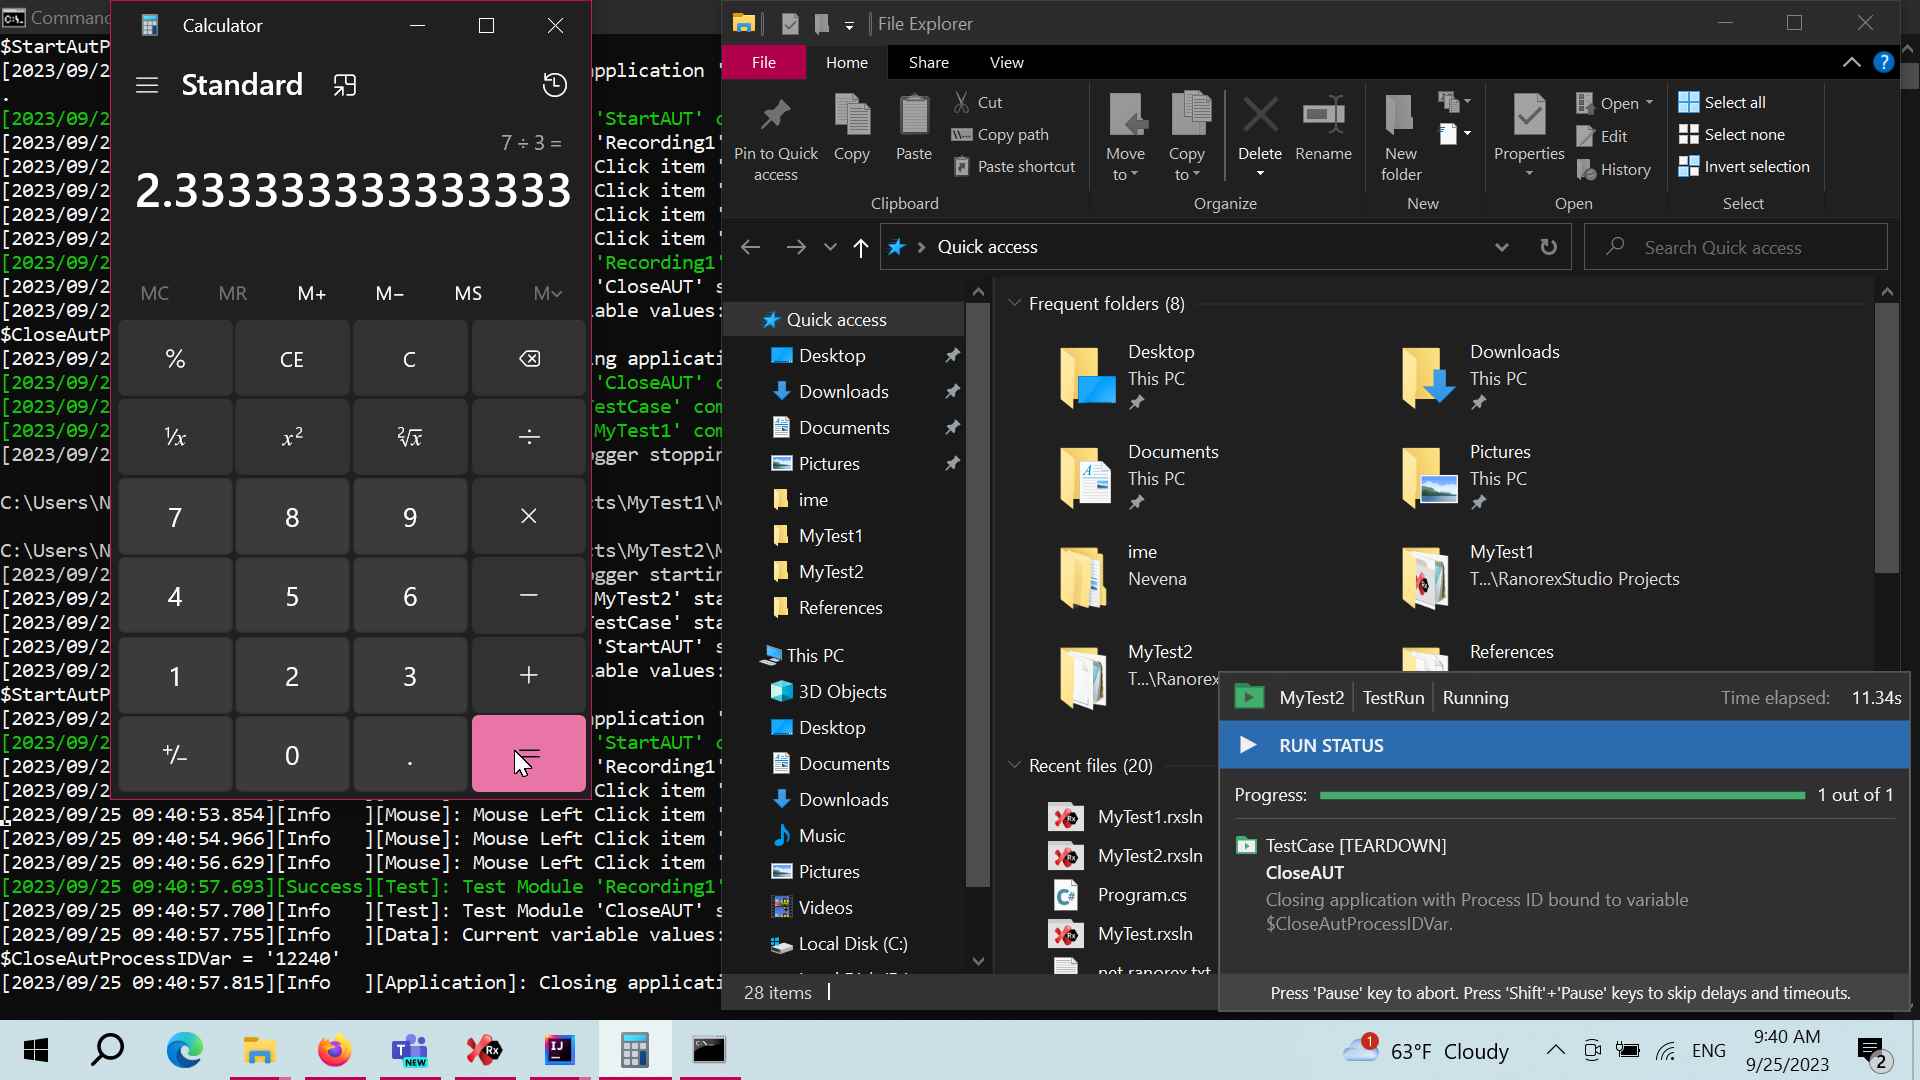 Command
$StartAutP
[2023/09/2
pplication '
.
[2023/09/2
'StartAUT' c
[2023/09/2
'Recording1'
[2023/09/2
Click item '
[2023/09/2
Click item '
[2023/09/2
Click item '
[2023/09/2
Click item '
[2023/09/2
'Recording1'
[2023/09/2
'CloseAUT' s
[2023/09/2
able values:
$CloseAutP
[2023/09/2
ng applicati
[2023/09/2
'CloseAUT' c
[2023/09/2
estCase' com
[2023/09/2
MyTest1' com
[2023/09/2
gger stoppin
C:\Users\N
ts\MyTest1\M
C:\Users\N
ts\MyTest2\M
[2023/09/2
gger startin
[2023/09/2
MyTest2' sta
[2023/09/2
estCase' sta
[2023/09/2
'StartAUT' s
[2023/09/2
able values:
$StartAutP
[2023/09/2
pplication '
[2023/09/2
'StartAUT' c
[2023/09/2
'Recording1'
[2023/09/2
Click item '
[2023/09/25 09:40:53.854][Info   ][Mouse]: Mouse Left Click item '
[2023/09/25 09:40:54.966][Info   ][Mouse]: Mouse Left Click item '
[2023/09/25 09:40:56.629][Info   ][Mouse]: Mouse Left Click item '
[2023/09/25 09:40:57.693][Success][Test]: Test Module 'Recording1'
[2023/09/25 09:40:57.700][Info   ][Test]: Test Module 'CloseAUT' s
[2023/09/25 09:40:57.755][Info   ][Data]: Current variable values:
$CloseAutProcessIDVar = '12240'
[2023/09/25 09:40:57.815][Info   ][Application]: Closing applicati
Calculator
Standard
7 ÷ 3 =
2.333333333333333
MC MR M+ M− MS M
% CE C
¹/x x² ²√x ÷
7 8 9 ×
4 5 6 −
1 2 3 +
+/− 0 . =
File Explorer
File Home Share View
Pin to Quick access
Copy
Paste
Cut
Copy path
Paste shortcut
Clipboard
Move to
Copy to
Delete
Rename
Organize
New folder
New
Properties
Open
Edit
History
Open
Select all
Select none
Invert selection
Select
Quick access
Search Quick access
Quick access
Desktop
Downloads
Documents
Pictures
ime
MyTest1
MyTest2
References
This PC
3D Objects
Desktop
Documents
Downloads
Music
Pictures
Videos
Local Disk (C:)
Frequent folders (8)
Desktop
This PC
Downloads
This PC
Documents
This PC
Pictures
This PC
ime
Nevena
MyTest1
T...\RanorexStudio Projects
MyTest2
T...\Ranorex
References
Recent files (20)
MyTest1.rxsln
MyTest2.rxsln
Program.cs
MyTest.rxsln
net.ranorex.txt
28 items
MyTest2 TestRun Running Time elapsed: 11.34s
RUN STATUS
Progress: 1 out of 1
TestCase [TEARDOWN]
CloseAUT
Closing application with Process ID bound to variable
$CloseAutProcessIDVar.
Press 'Pause' key to abort. Press 'Shift'+'Pause' keys to skip delays and timeouts.
NEW
Rx
IJ
1
63°F Cloudy
ENG
9:40 AM
9/25/2023
2